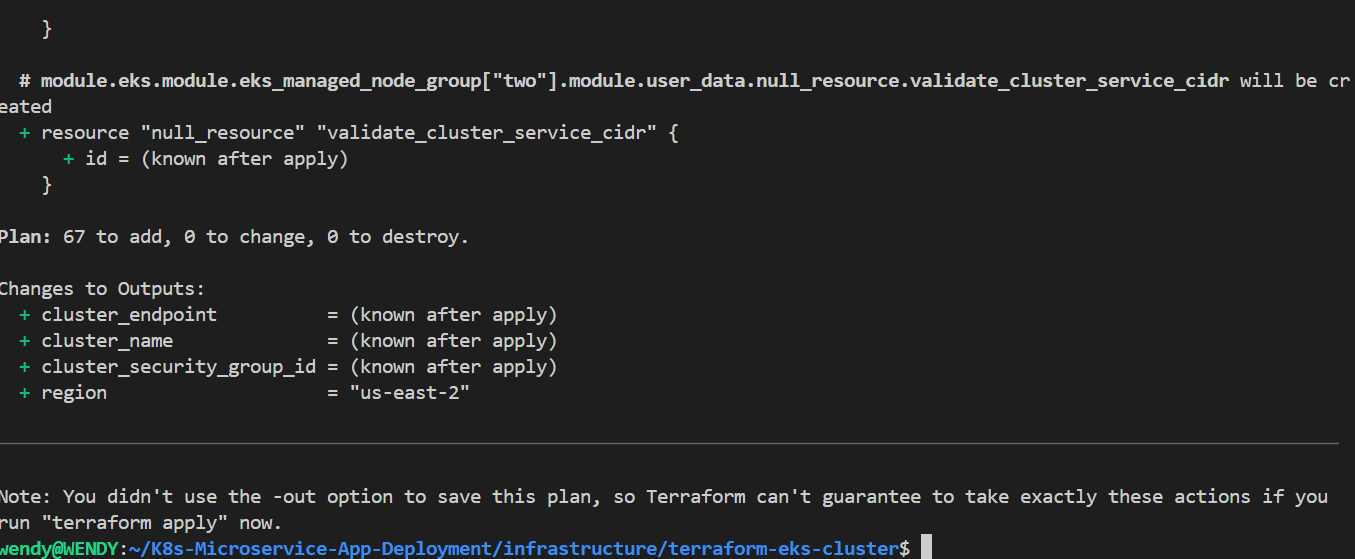 }

  # module.eks.module.eks_managed_node_group["two"].module.user_data.null_resource.validate_cluster_service_cidr will be cr
eated
  + resource "null_resource" "validate_cluster_service_cidr" {
      + id = (known after apply)
    }

Plan: 67 to add, 0 to change, 0 to destroy.

Changes to Outputs:
  + cluster_endpoint          = (known after apply)
  + cluster_name              = (known after apply)
  + cluster_security_group_id = (known after apply)
  + region                    = "us-east-2"

Note: You didn't use the -out option to save this plan, so Terraform can't guarantee to take exactly these actions if you
run "terraform apply" now.
wendy@WENDY:~/K8s-Microservice-App-Deployment/infrastructure/terraform-eks-cluster$